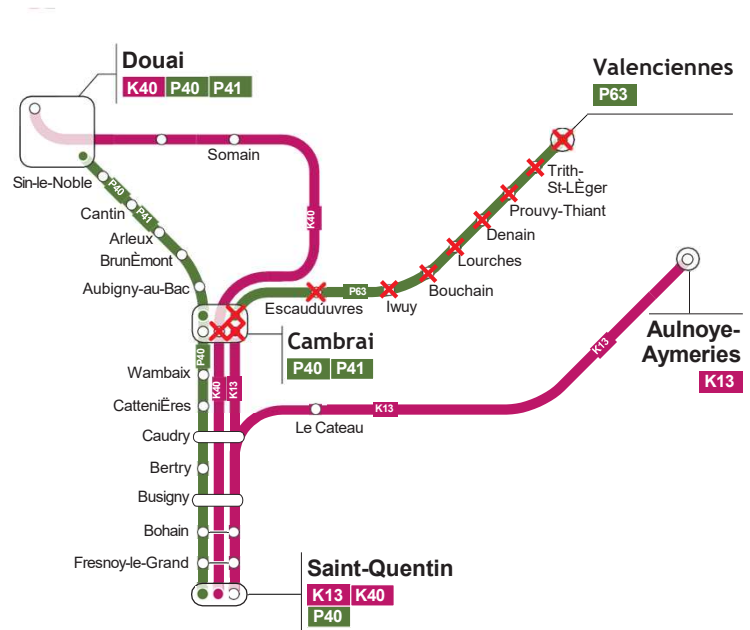 Douai
K40 P40 P41
Valenciennes
P63
Somain
Sin-le-Noble
P40
P41
Cantin
Arleux
BrunÈmont
Aubigny-au-Bac
K40
Trith-
St-LÈger
Prouvy-Thiant
Denain
Lourches
Bouchain
Iwuy
P63
Escaudúuvres
Cambrai
P40 P41
Aulnoye-
Aymeries
K13
K13
K13
Le Cateau
P40
K40
K13
Wambaix
CatteniËres
Caudry
Bertry
Busigny
Bohain
Fresnoy-le-Grand
Saint-Quentin
K13 K40
P40